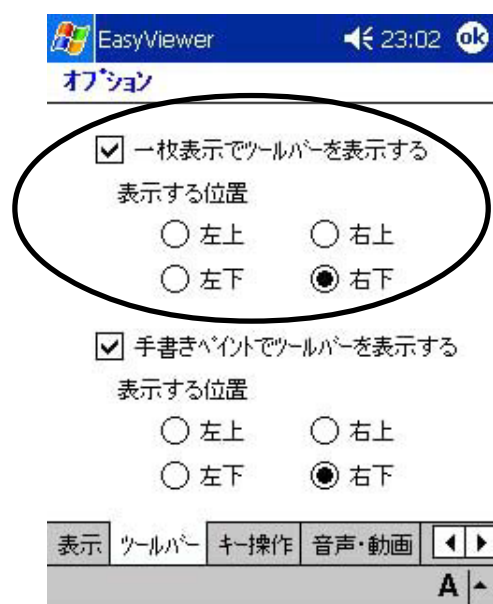 EasyViewer 23:02 ok
オプション
一枚表示でツールバーを表示する
表示する位置
左上 右上
左下 右下
手書きペイントでツールバーを表示する
表示する位置
左上 右上
左下 右下
表示 ツールバー キー操作 音声・動画
A